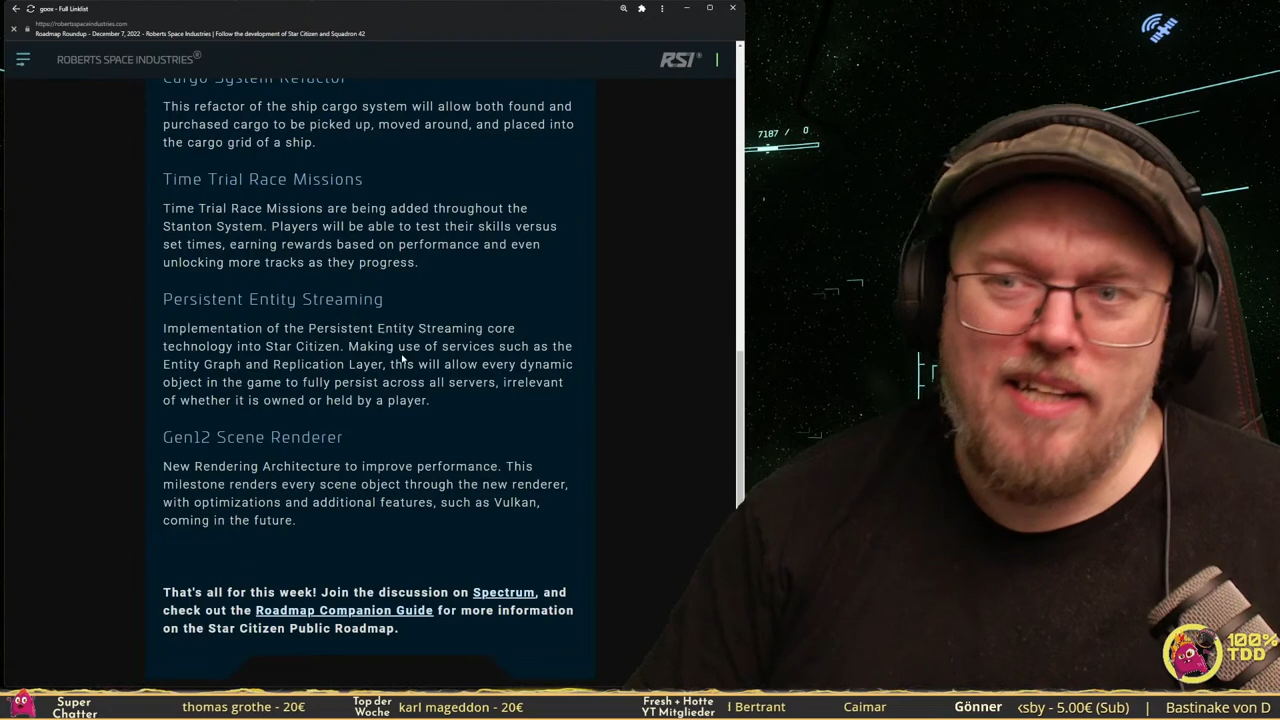 goox - Full Linklist
https://robertsspaceindustries.com
Roadmap Roundup - December 7, 2022 - Roberts Space Industries | Follow the development of Star Citizen and Squadron 42
ROBERTS SPACE INDUSTRIES®
RSI®
Cargo System Refactor
This refactor of the ship cargo system will allow both found and
purchased cargo to be picked up, moved around, and placed into
the cargo grid of a ship.
Time Trial Race Missions
Time Trial Race Missions are being added throughout the
Stanton System. Players will be able to test their skills versus
set times, earning rewards based on performance and even
unlocking more tracks as they progress.
Persistent Entity Streaming
Implementation of the Persistent Entity Streaming core
technology into Star Citizen. Making use of services such as the
Entity Graph and Replication Layer, this will allow every dynamic
object in the game to fully persist across all servers, irrelevant
of whether it is owned or held by a player.
Gen12 Scene Renderer
New Rendering Architecture to improve performance. This
milestone renders every scene object through the new renderer,
with optimizations and additional features, such as Vulkan,
coming in the future.
That's all for this week! Join the discussion on Spectrum, and
check out the Roadmap Companion Guide for more information
on the Star Citizen Public Roadmap.
7187 / 0
100%
TDD
Super
Chatter
thomas grothe - 20€
Top der
Woche
karl mageddon - 20€
Fresh + Hotte
YT Mitglieder
l Bertrant
Caimar
Gönner
ksby - 5.00€ (Sub) | Bastinake von D